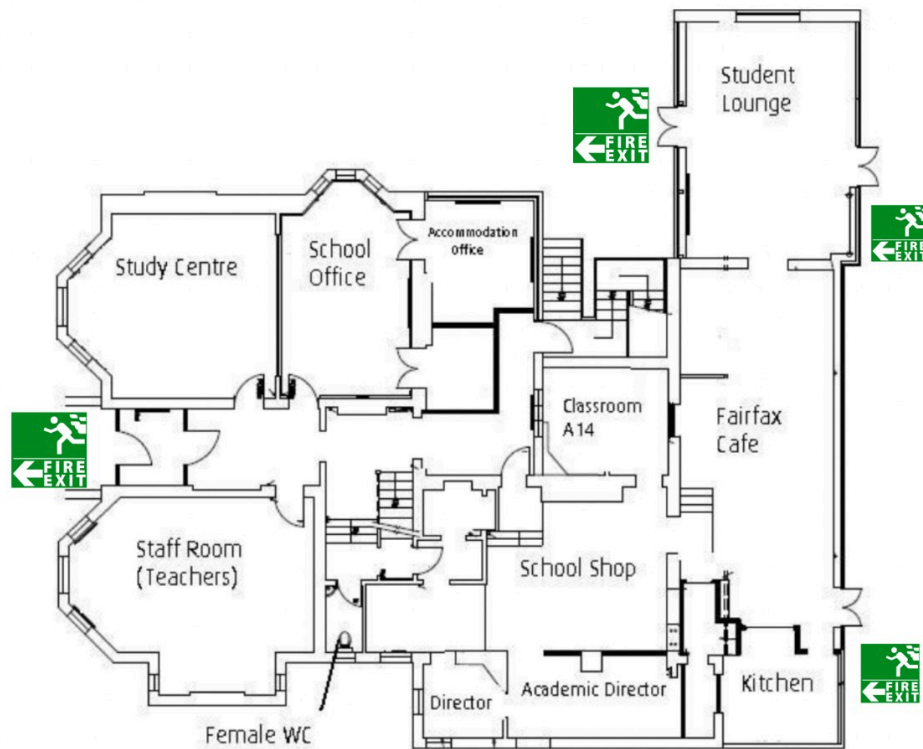 Student
Lounge
FIRE
EXIT
FIRE
EXIT
Accommodation
Office
School
Office
Study Centre
Classroom
A14
Fairfax
Cafe
FIRE
EXIT
Staff Room
(Teachers)
School Shop
FIRE
EXIT
Director
Academic Director
Kitchen
Female WC